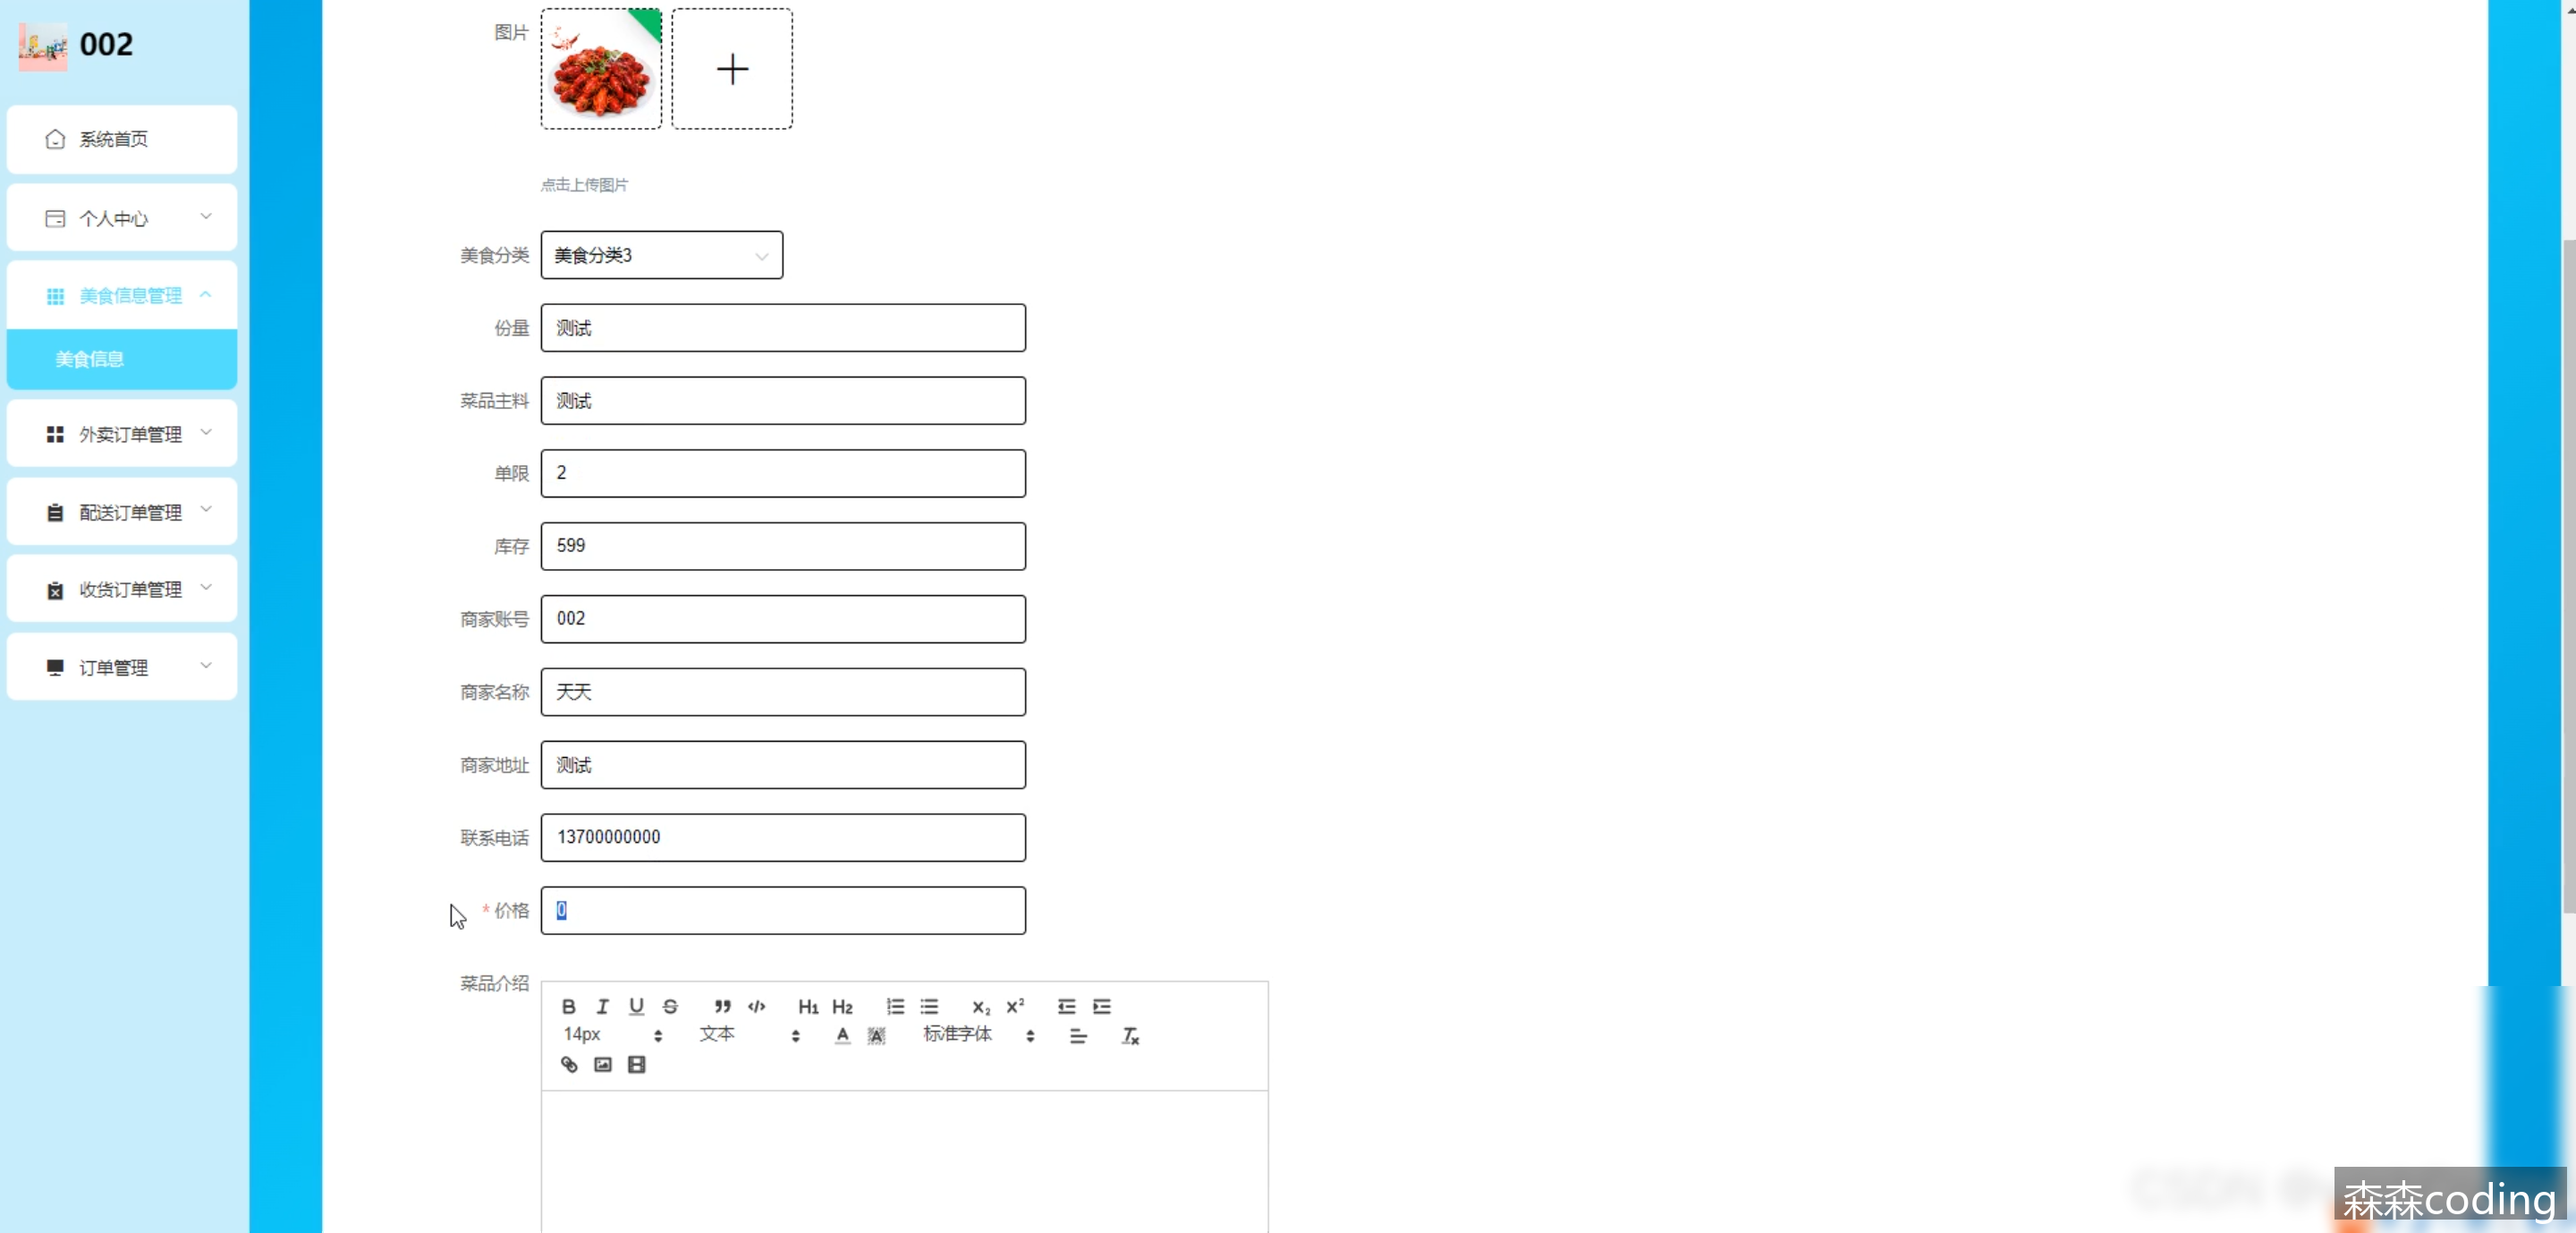 002
系统首页
个人中心
美食信息管理
美食信息
外卖订单管理
配送订单管理
收货订单管理
订单管理
图片
点击上传图片
美食分类 美食分类3
份量 测试
菜品主料 测试
单限 2
库存 599
商家账号 002
商家名称 天天
商家地址 测试
联系电话 13700000000
* 价格 0
菜品介绍
B I U S H1 H2 X2 X2
14px 文本 A A 标准字体 Tx
森森coding